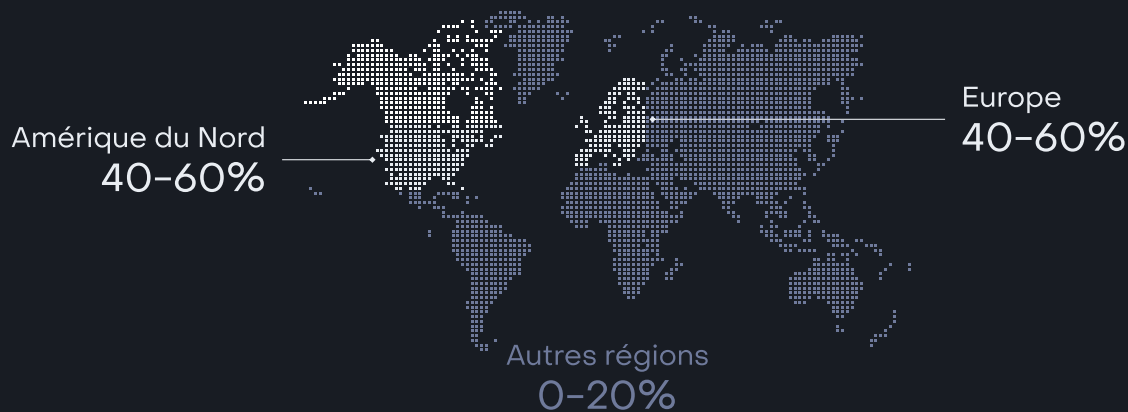 Amérique du Nord
40–60%
Europe
40–60%
Autres régions
0–20%